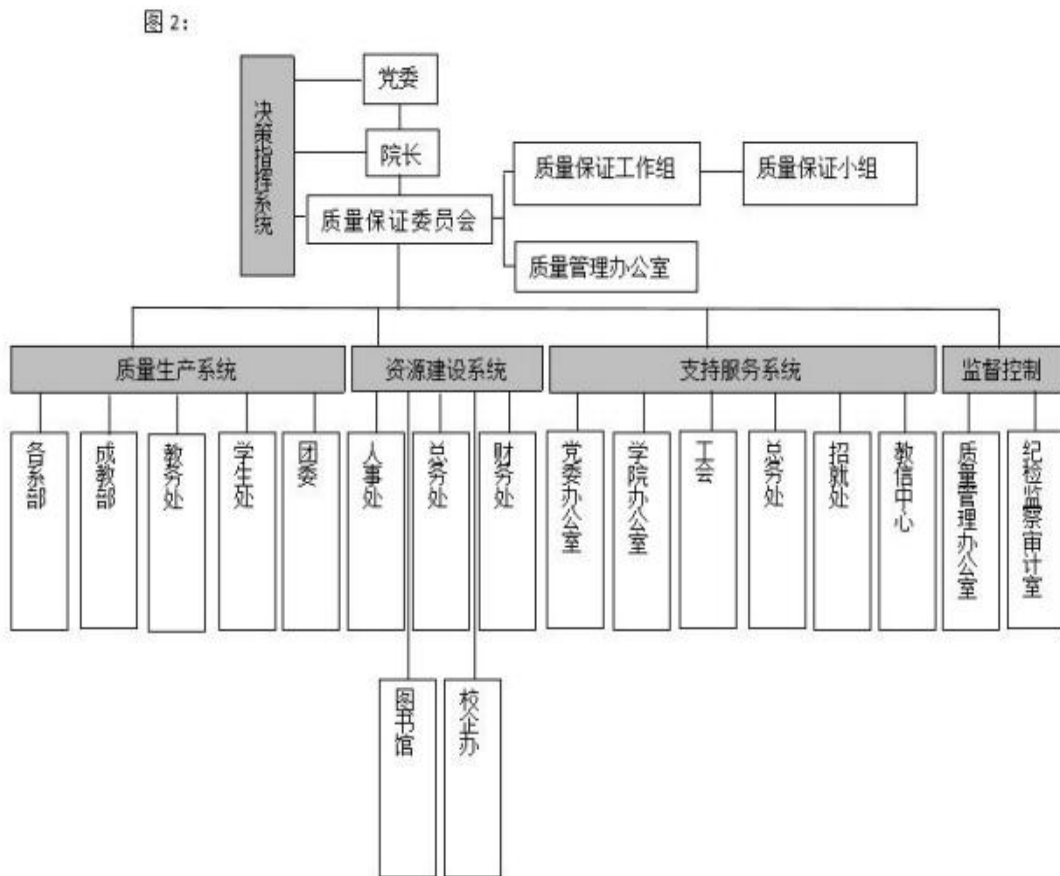 图 2：
决策指挥系统
党委
院长
质量保证委员会
质量保证工作组
质量保证小组
质量管理办公室
质量生产系统
资源建设系统
支持服务系统
监督控制
各系部
成教部
教务处
学生处
团委
人事处
总务处
财务处
党委办公室
学院办公室
工会
总务处
招就处
教信中心
质量管理办公室
纪检监察审计室
图书馆
校企办